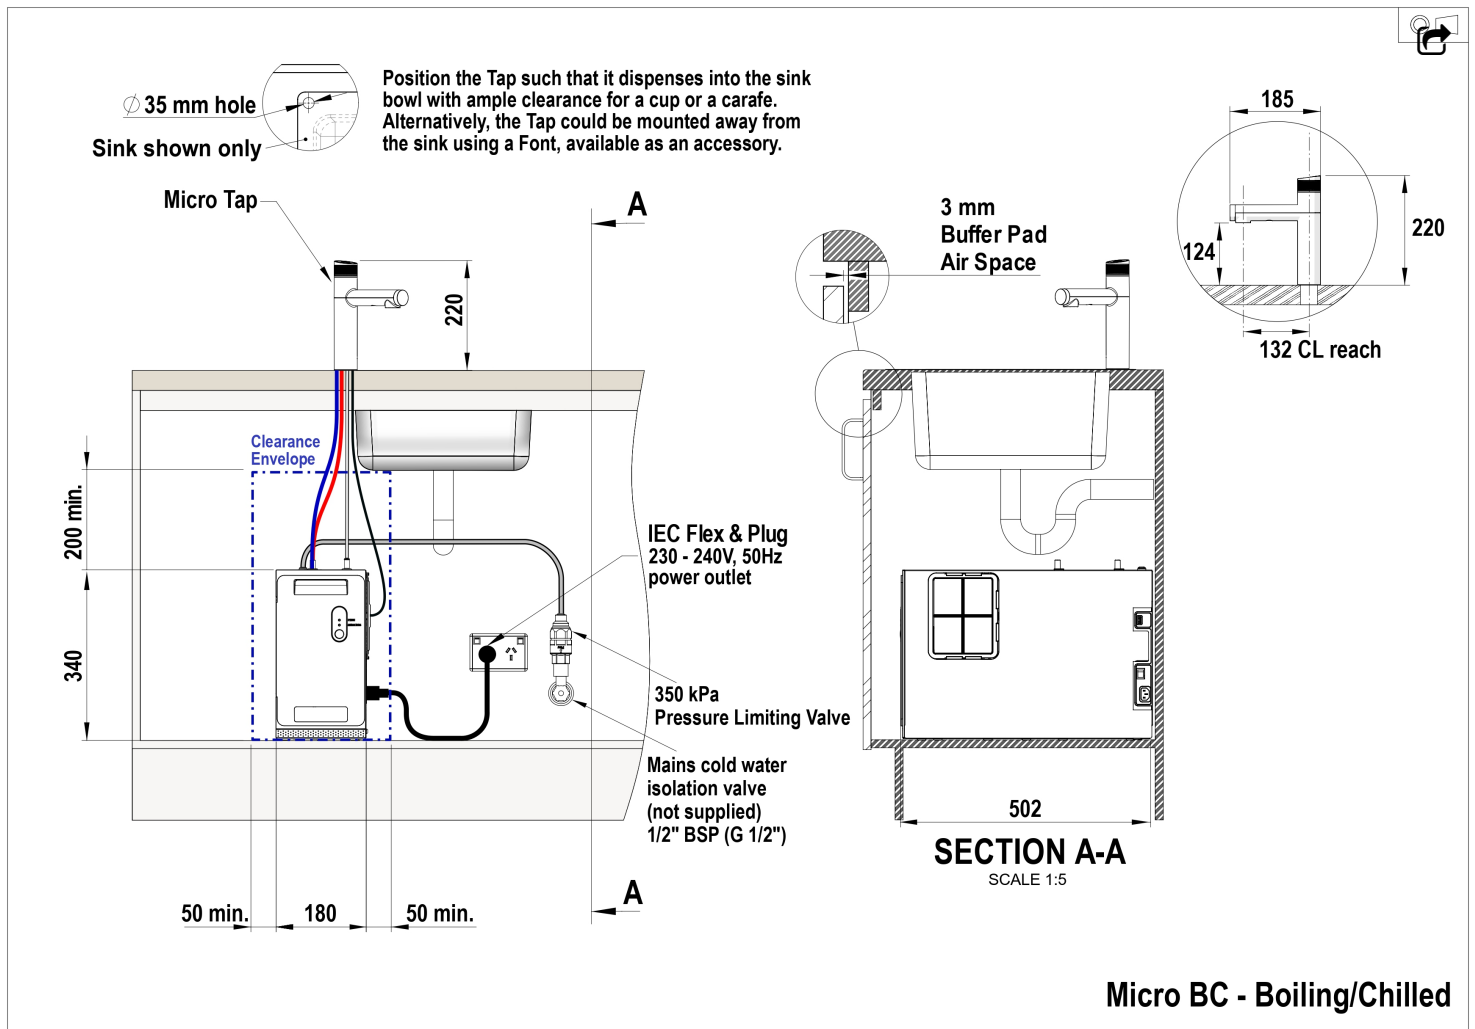 Position the Tap such that it dispenses into the sink
bowl with ample clearance for a cup or a carafe.
Alternatively, the Tap could be mounted away from
the sink using a Font, available as an accessory.
∅ 35 mm hole
Sink shown only
Micro Tap
A
220
3 mm
Buffer Pad
Air Space
185
220
124
132 CL reach
Clearance
Envelope
200 min.
340
IEC Flex & Plug
230 - 240V, 50Hz
power outlet
350 kPa
Pressure Limiting Valve
Mains cold water
isolation valve
(not supplied)
1/2" BSP (G 1/2")
50 min.
180
50 min.
A
502
SECTION A-A
SCALE 1:5
Micro BC - Boiling/Chilled